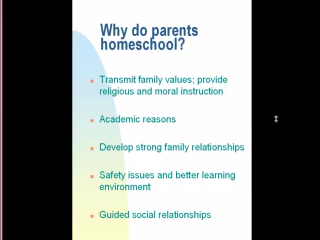 Why do parents
homeschool?
Transmit family values; provide
religious and moral instruction
Academic reasons
Develop strong family relationships
Safety issues and better learning
environment
Guided social relationships